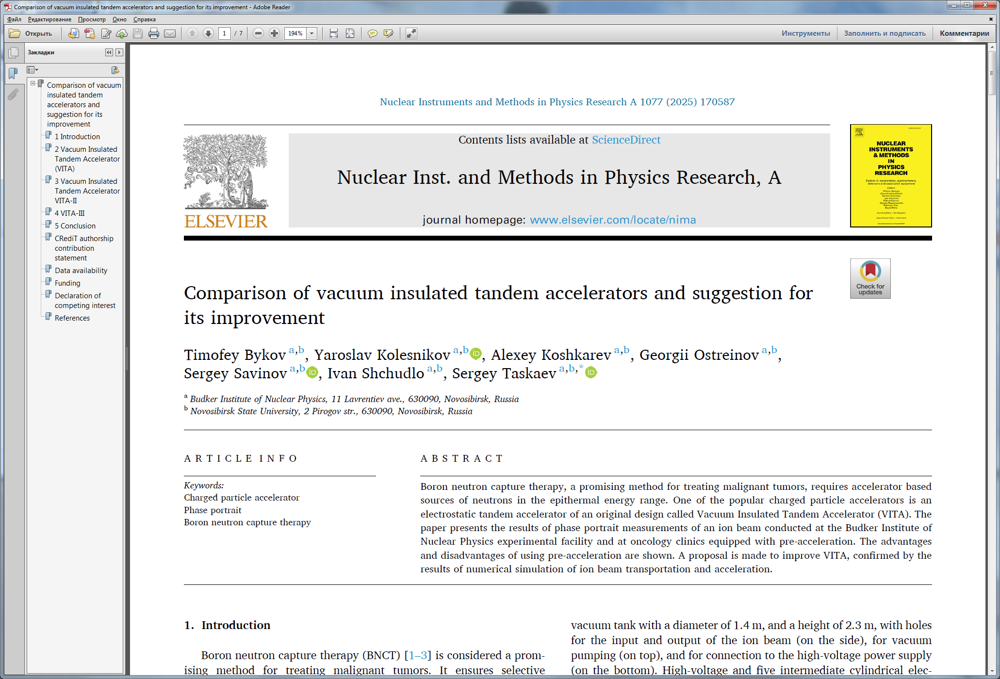 Comparison of vacuum insulated tandem accelerators and suggestion for its improvement - Adobe Reader
Файл Редактирование Просмотр Окно Справка
Открыть 1 / 7 194% Инструменты Заполнить и подписать Комментарии
Закладки
Comparison of vacuum
insulated tandem
accelerators and
suggestion for its
improvement
1 Introduction
2 Vacuum Insulated
Tandem Accelerator
(VITA)
3 Vacuum Insulated
Tandem Accelerator
VITA-II
4 VITA-III
5 Conclusion
CRediT authorship
contribution
statement
Data availability
Funding
Declaration of
competing interest
References
Nuclear Instruments and Methods in Physics Research A 1077 (2025) 170587
NON SOLUS
ELSEVIER
Contents lists available at ScienceDirect
Nuclear Inst. and Methods in Physics Research, A
journal homepage: www.elsevier.com/locate/nima
NUCLEAR
INSTRUMENTS
& METHODS
IN
PHYSICS
RESEARCH
Section A: accelerators, spectrometers,
detectors and associated equipment
Check for
updates
Comparison of vacuum insulated tandem accelerators and suggestion for
its improvement
Timofey Bykov a,b, Yaroslav Kolesnikov a,b iD, Alexey Koshkarev a,b, Georgii Ostreinov a,b,
Sergey Savinov a,b iD, Ivan Shchudlo a,b, Sergey Taskaev a,b,* iD
a Budker Institute of Nuclear Physics, 11 Lavrentiev ave., 630090, Novosibirsk, Russia
b Novosibirsk State University, 2 Pirogov str., 630090, Novosibirsk, Russia
ARTICLE INFO
Keywords:
Charged particle accelerator
Phase portrait
Boron neutron capture therapy
ABSTRACT
Boron neutron capture therapy, a promising method for treating malignant tumors, requires accelerator based
sources of neutrons in the epithermal energy range. One of the popular charged particle accelerators is an
electrostatic tandem accelerator of an original design called Vacuum Insulated Tandem Accelerator (VITA). The
paper presents the results of phase portrait measurements of an ion beam conducted at the Budker Institute of
Nuclear Physics experimental facility and at oncology clinics equipped with pre-acceleration. The advantages
and disadvantages of using pre-acceleration are shown. A proposal is made to improve VITA, confirmed by the
results of numerical simulation of ion beam transportation and acceleration.
1. Introduction
Boron neutron capture therapy (BNCT) [1–3] is considered a prom-
ising method for treating malignant tumors. It ensures selective
vacuum tank with a diameter of 1.4 m, and a height of 2.3 m, with holes
for the input and output of the ion beam (on the side), for vacuum
pumping (on top), and for connection to the high-voltage power supply
(on the bottom). High-voltage and five intermediate cylindrical elec-